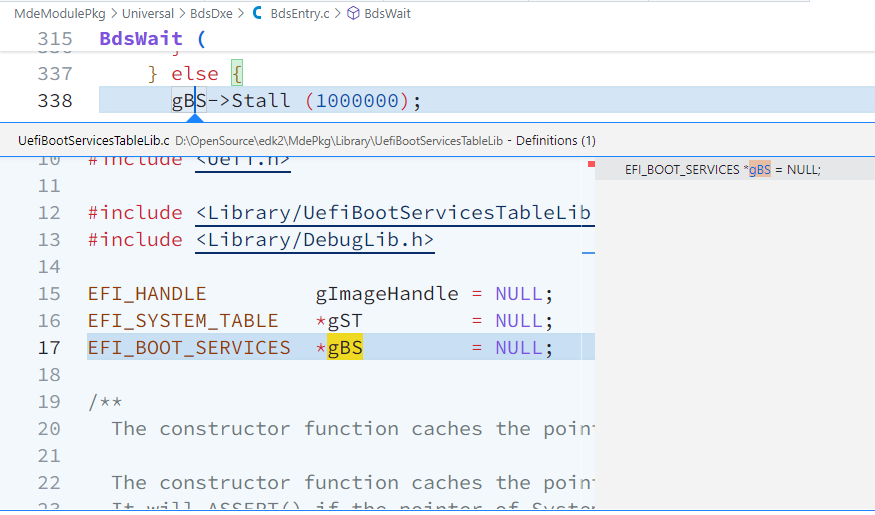 MdeModulePkg > Universal > BdsDxe > C BdsEntry.c > BdsWait
315 BdsWait (
337 } else {
338 gBS->Stall (1000000);
UefiBootServicesTableLib.c D:\OpenSource\edk2\MdePkg\Library\UefiBootServicesTableLib - Definitions (1)
10 #include <Uefi.h>
EFI_BOOT_SERVICES *gBS = NULL;
11
12 #include <Library/UefiBootServicesTableLib
13 #include <Library/DebugLib.h>
14
15 EFI_HANDLE gImageHandle = NULL;
16 EFI_SYSTEM_TABLE *gST = NULL;
17 EFI_BOOT_SERVICES *gBS = NULL;
18
19 /**
20 The constructor function caches the poin
21
22 The constructor function caches the poin
23 It will ASSERT() if the pointer of System